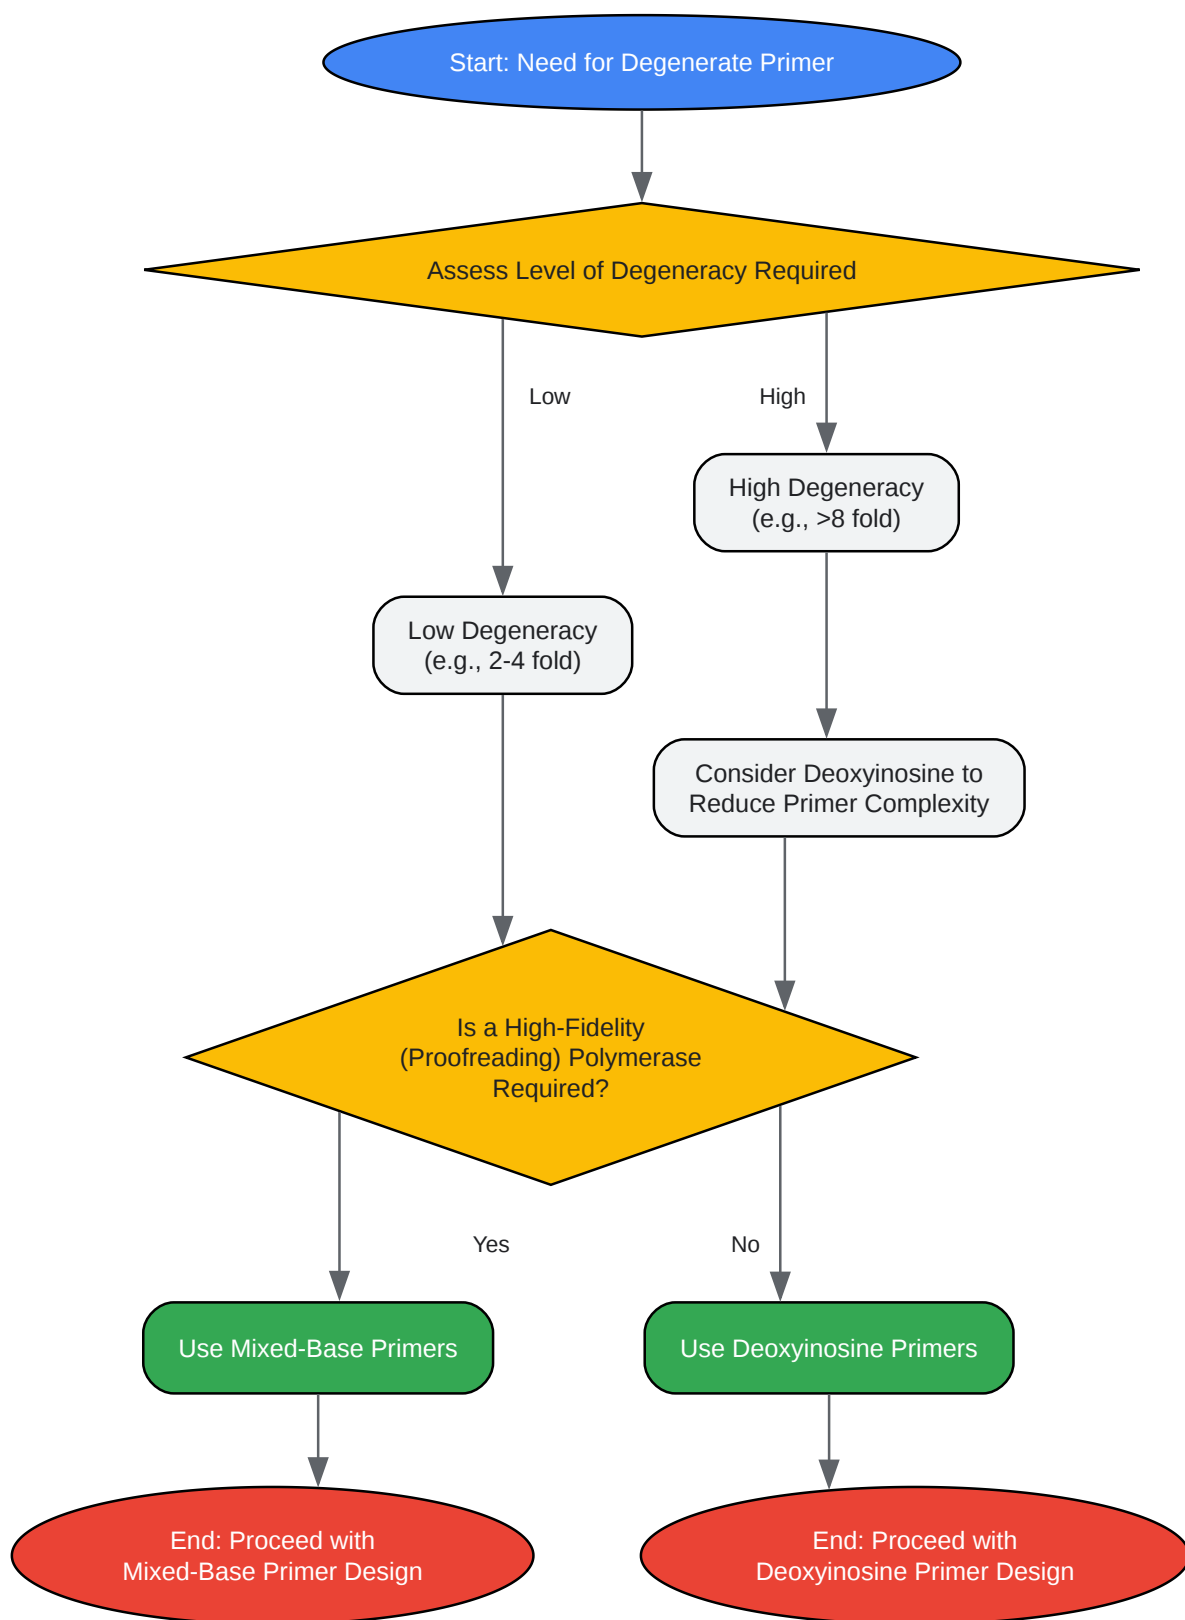 Start: Need for Degenerate Primer
Assess Level of Degeneracy Required
Low
High
High Degeneracy
(e.g., >8 fold)
Low Degeneracy
(e.g., 2-4 fold)
Consider Deoxyinosine to
Reduce Primer Complexity
Is a High-Fidelity
(Proofreading) Polymerase
Required?
Yes
No
Use Mixed-Base Primers
Use Deoxyinosine Primers
End: Proceed with
Mixed-Base Primer Design
End: Proceed with
Deoxyinosine Primer Design